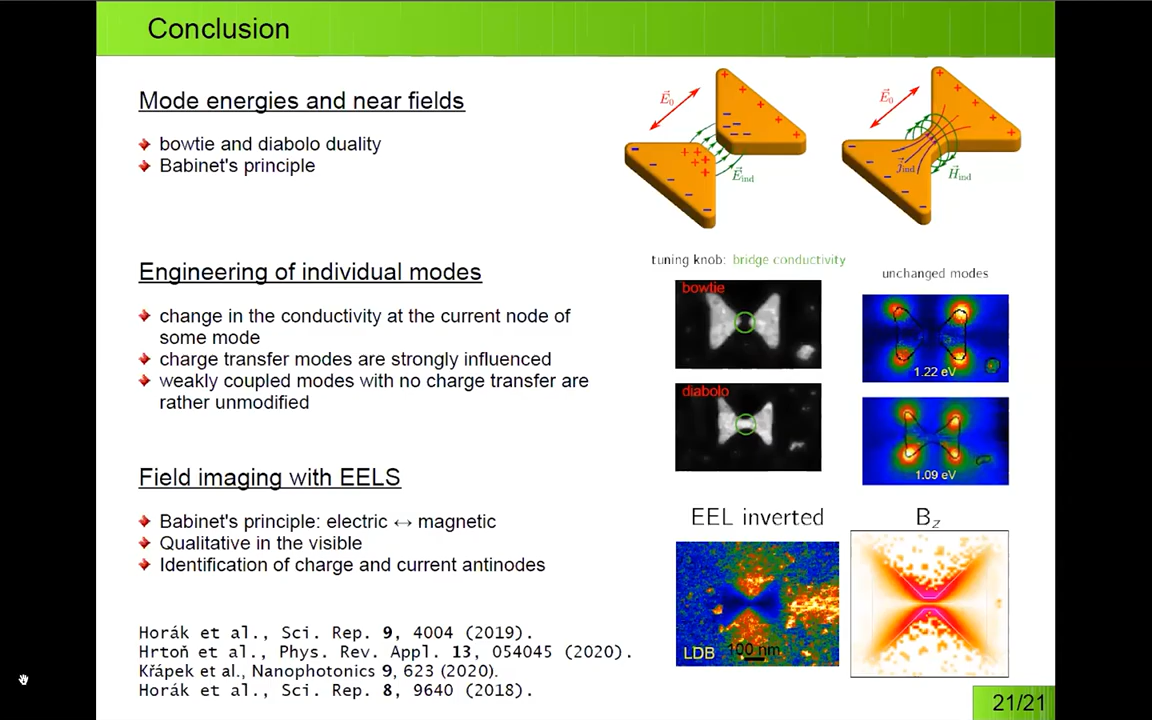 Conclusion
Mode energies and near fields
bowtie and diabolo duality
Babinet's principle
E⃗₀
E⃗ind
E⃗₀
j⃗ind
H⃗ind
Engineering of individual modes
change in the conductivity at the current node of
some mode
charge transfer modes are strongly influenced
weakly coupled modes with no charge transfer are
rather unmodified
tuning knob: bridge conductivity
unchanged modes
bowtie
1.22 eV
diabolo
1.09 eV
Field imaging with EELS
Babinet's principle: electric ↔ magnetic
Qualitative in the visible
Identification of charge and current antinodes
EEL inverted
B_z
LDB
100 nm
Horák et al., Sci. Rep. 9, 4004 (2019).
Hrtoň et al., Phys. Rev. Appl. 13, 054045 (2020).
Křápek et al., Nanophotonics 9, 623 (2020).
Horák et al., Sci. Rep. 8, 9640 (2018).
21/21